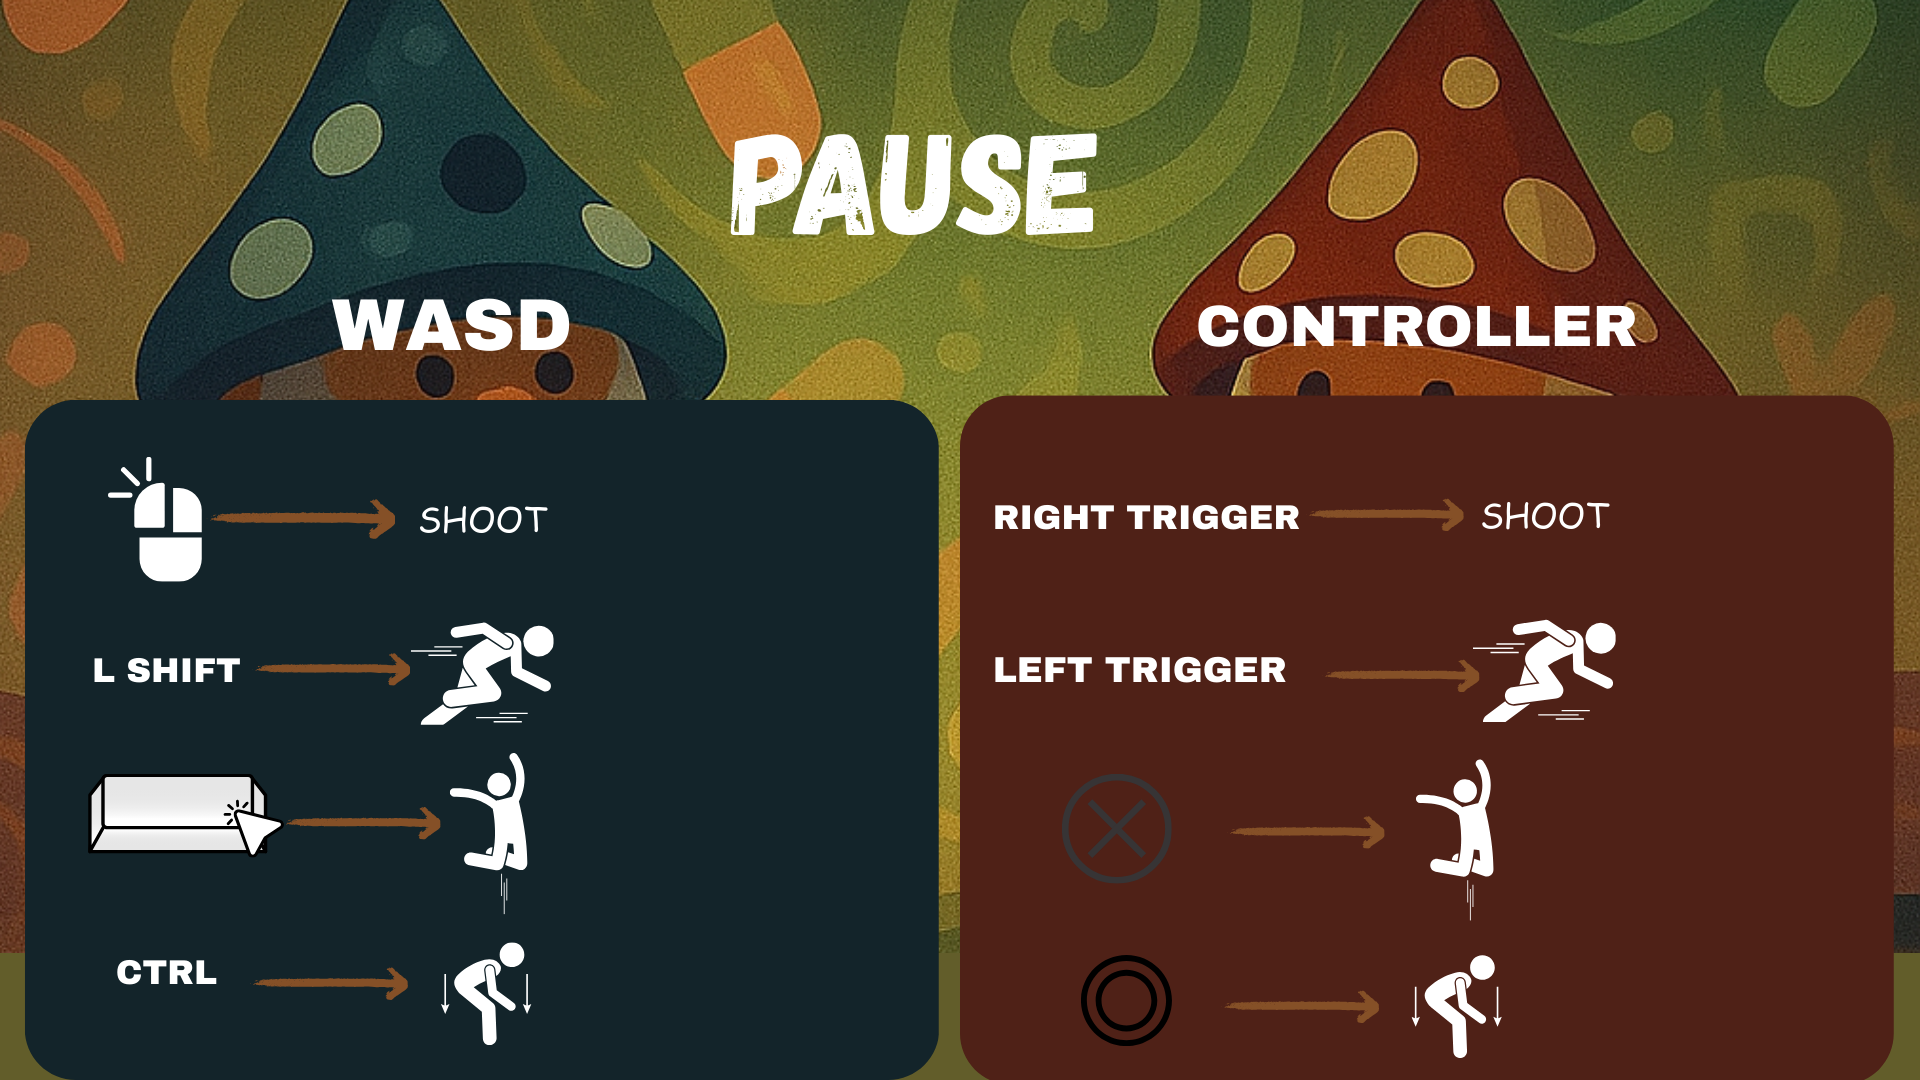 PAUSE
WASD
SHOOT
L SHIFT
CTRL
CONTROLLER
RIGHT TRIGGER SHOOT
LEFT TRIGGER